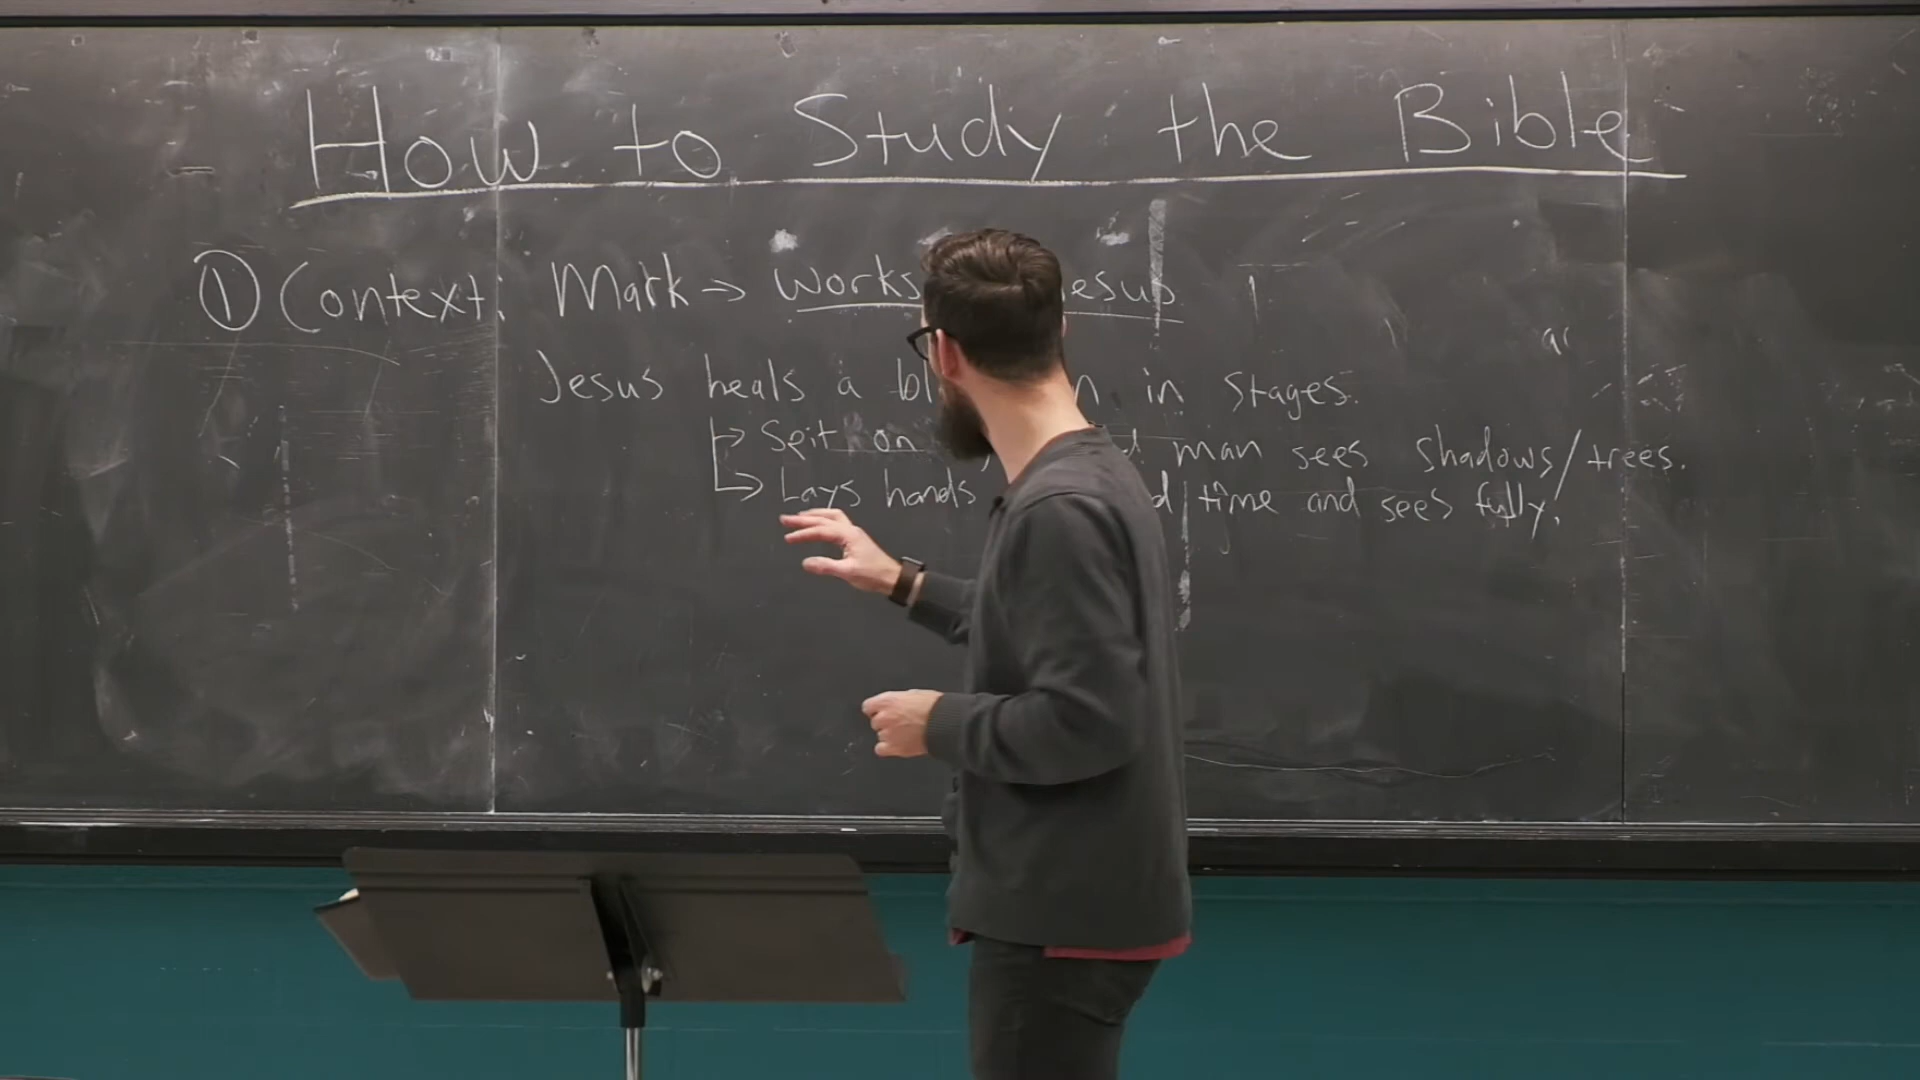 How to Study the Bible
① Context: Mark → works Jesus
Jesus heals a in stages.
→ Spit on man sees shadows/trees.
→ Lays hands time and sees fully.